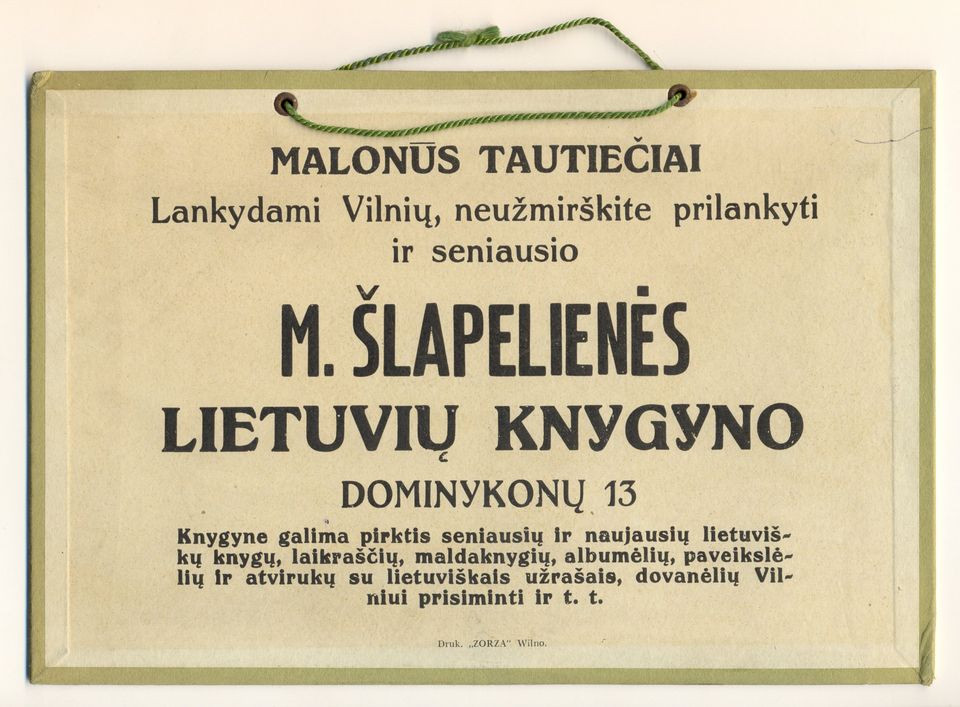 MALONŪS TAUTIEČIAI
Lankydami Vilnių, neužmirškite prilankyti
ir seniausio
M. ŠLAPELIENĖS
LIETUVIŲ KNYGYNO
DOMINYKONŲ 13
Knygyne galima pirktis seniausių ir naujausių lietuviš-
kų knygų, laikraščių, maldaknygių, albumėlių, paveikslė-
lių ir atvirukų su lietuviškais užrašais, dovanėlių Vil-
niui prisiminti ir t. t.
Druk. „ZORZA" Wilno.